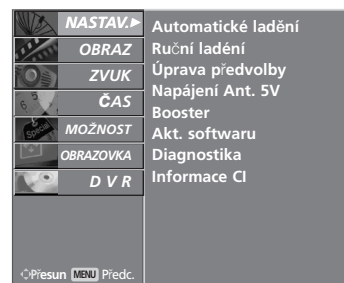 NASTAV.►
OBRAZ
ZVUK
ČAS
MOŽNOST
OBRAZOVKA
D V R
Automatické ladění
Ruční ladéní
Úprava předvolby
Napájení Ant. 5V
Booster
Akt. softwaru
Diagnostika
Informace CI
Přesun MENU Předc.